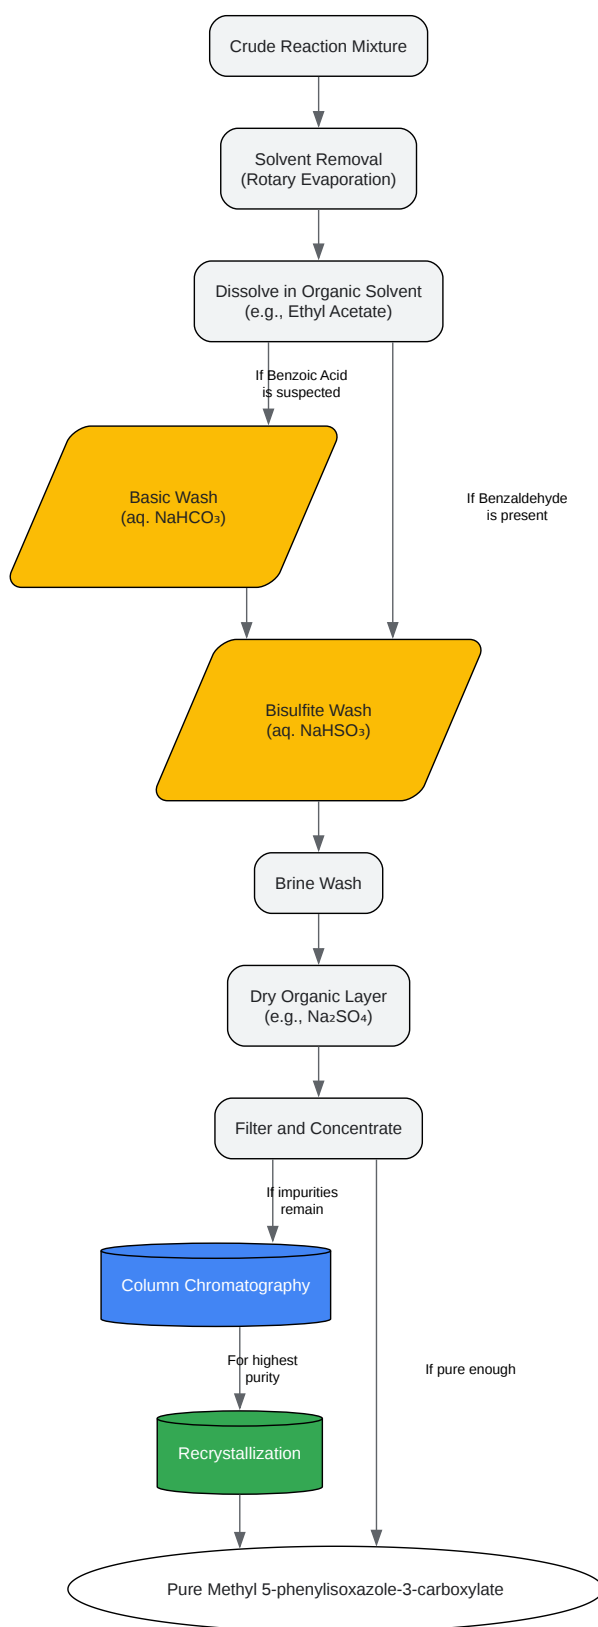 Crude Reaction Mixture
Solvent Removal
(Rotary Evaporation)
Dissolve in Organic Solvent
(e.g., Ethyl Acetate)
If Benzoic Acid
is suspected
Basic Wash
(aq. NaHCO₃)
If Benzaldehyde
is present
Bisulfite Wash
(aq. NaHSO₃)
Brine Wash
Dry Organic Layer
(e.g., Na₂SO₄)
Filter and Concentrate
If impurities
remain
Column Chromatography
For highest
purity
If pure enough
Recrystallization
Pure Methyl 5-phenylisoxazole-3-carboxylate